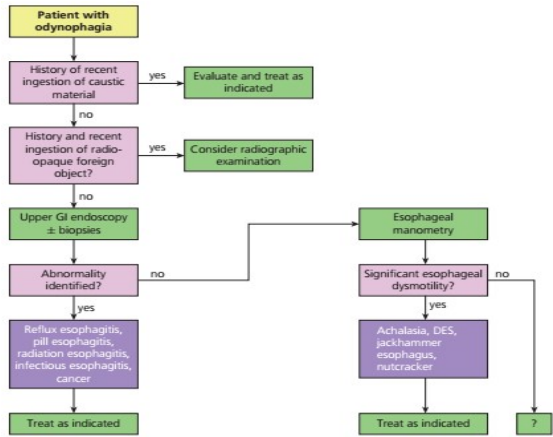 Patient with
odynophagia
History of recent
ingestion of caustic
material
yes
Evaluate and treat as
indicated
no
History and recent
ingestion of radio-
opaque foreign
object?
yes
Consider radiographic
examination
no
Upper GI endoscopy
± biopsies
Esophageal
manometry
Abnormality
identified?
no
Significant esophageal
dysmotility?
no
yes
yes
Reflux esophagitis,
pill esophagitis,
radiation esophagitis,
infectious esophagitis,
cancer
Achalasia, DES,
jackhammer
esophagus,
nutcracker
Treat as indicated
Treat as indicated
?